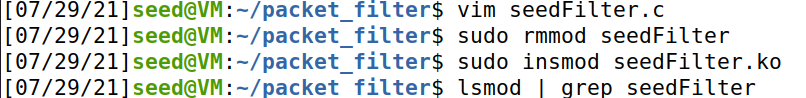 [07/29/21]seed@VM:~/packet_filter$ vim seedFilter.c
[07/29/21]seed@VM:~/packet_filter$ sudo rmmod seedFilter
[07/29/21]seed@VM:~/packet_filter$ sudo insmod seedFilter.ko
[07/29/21]seed@VM:~/packet_filter$ lsmod | grep seedFilter